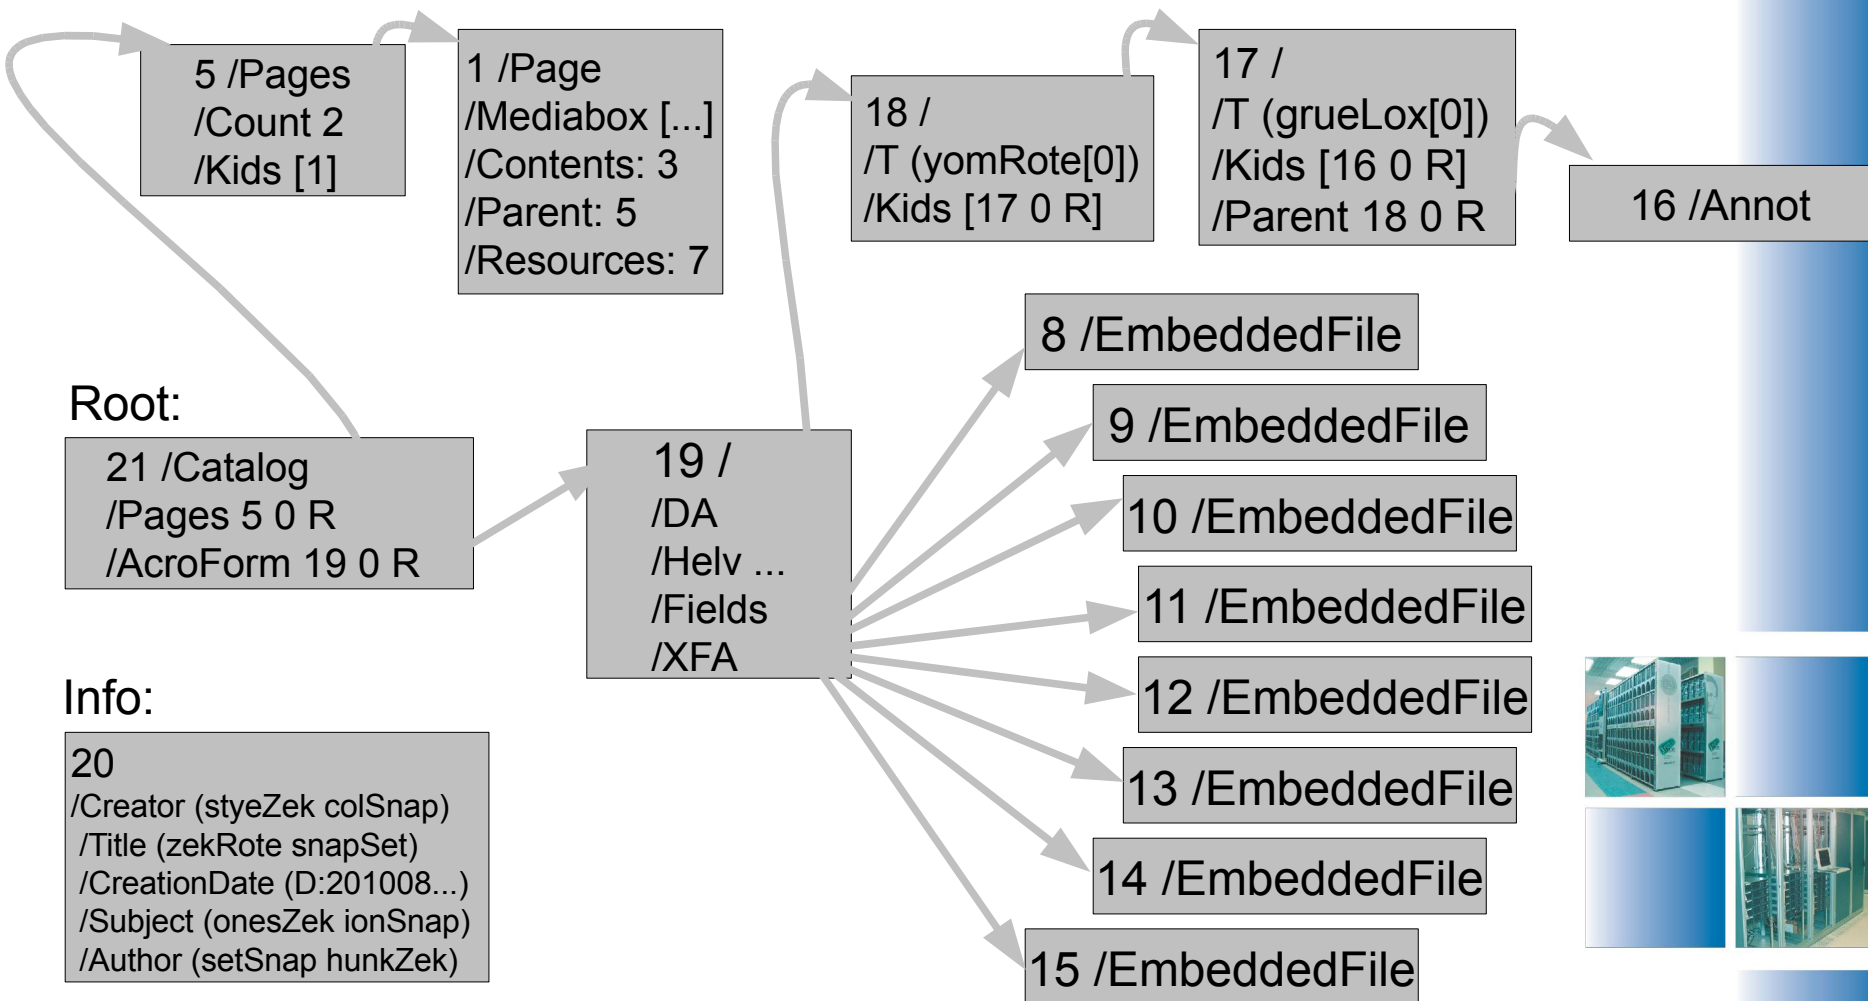 5 /Pages
/Count 2
/Kids [1]
1 /Page
/Mediabox [...]
/Contents: 3
/Parent: 5
/Resources: 7
18 /
/T (yomRote[0])
/Kids [17 0 R]
17 /
/T (grueLox[0])
/Kids [16 0 R]
/Parent 18 0 R
16 /Annot
Root:
21 /Catalog
/Pages 5 0 R
/AcroForm 19 0 R
19 /
/DA
/Helv ...
/Fields
/XFA
8 /EmbeddedFile
9 /EmbeddedFile
10 /EmbeddedFile
11 /EmbeddedFile
12 /EmbeddedFile
13 /EmbeddedFile
14 /EmbeddedFile
15 /EmbeddedFile
Info:
20
/Creator (styeZek colSnap)
/Title (zekRote snapSet)
/CreationDate (D:201008...)
/Subject (onesZek ionSnap)
/Author (setSnap hunkZek)